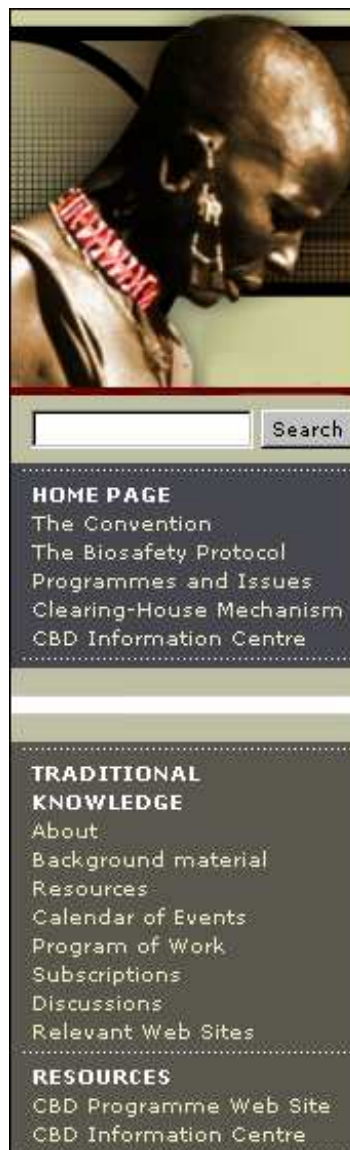 Search
HOME PAGE
The Convention
The Biosafety Protocol
Programmes and Issues
Clearing-House Mechanism
CBD Information Centre
TRADITIONAL
KNOWLEDGE
About
Background material
Resources
Calendar of Events
Program of Work
Subscriptions
Discussions
Relevant Web Sites
RESOURCES
CBD Programme Web Site
CBD Information Centre